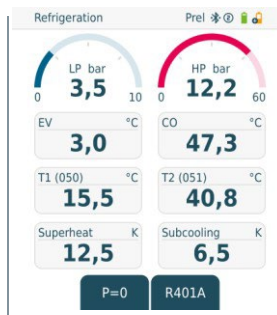 Refrigeration Prel
LP bar HP bar
3,5 12,2
0 10 0 60
EV °C CO °C
3,0 47,3
T1 (050) °C T2 (051) °C
15,5 40,8
Superheat K Subcooling K
12,5 6,5
P=0 R401A